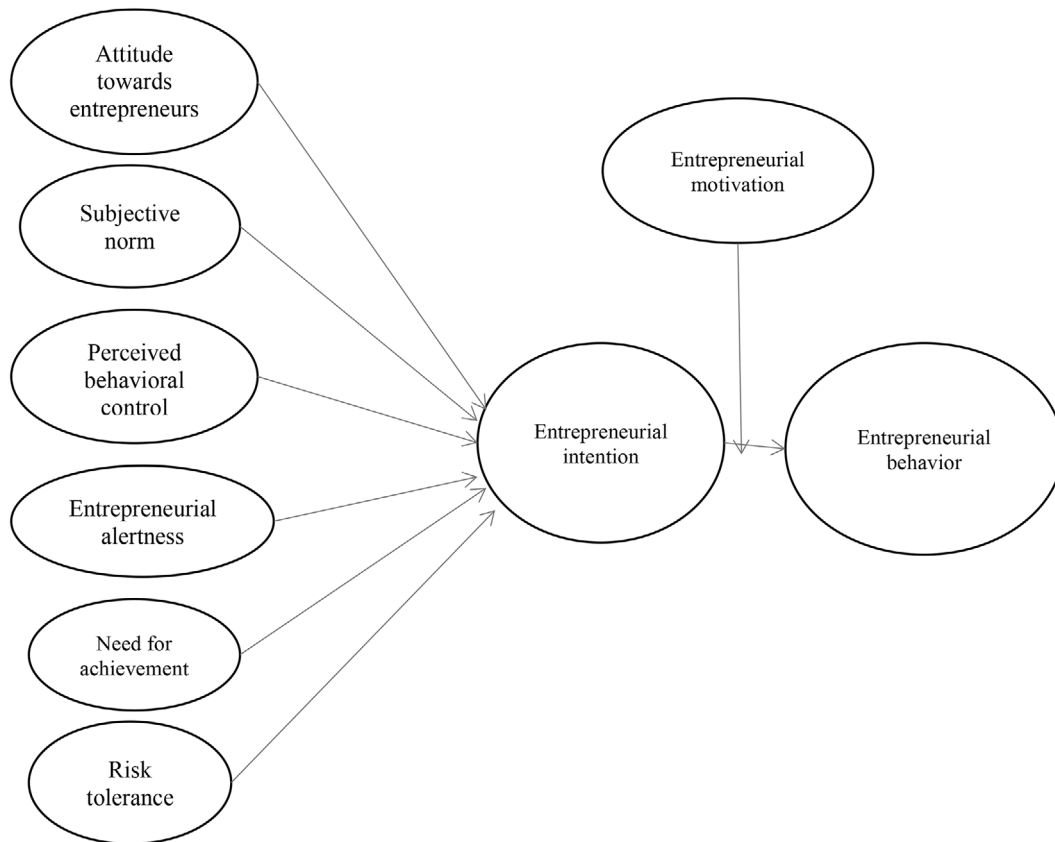 Attitude
towards
entrepreneurs
Subjective
norm
Perceived
behavioral
control
Entrepreneurial
alertness
Need for
achievement
Risk
tolerance
Entrepreneurial
intention
Entrepreneurial
motivation
Entrepreneurial
behavior